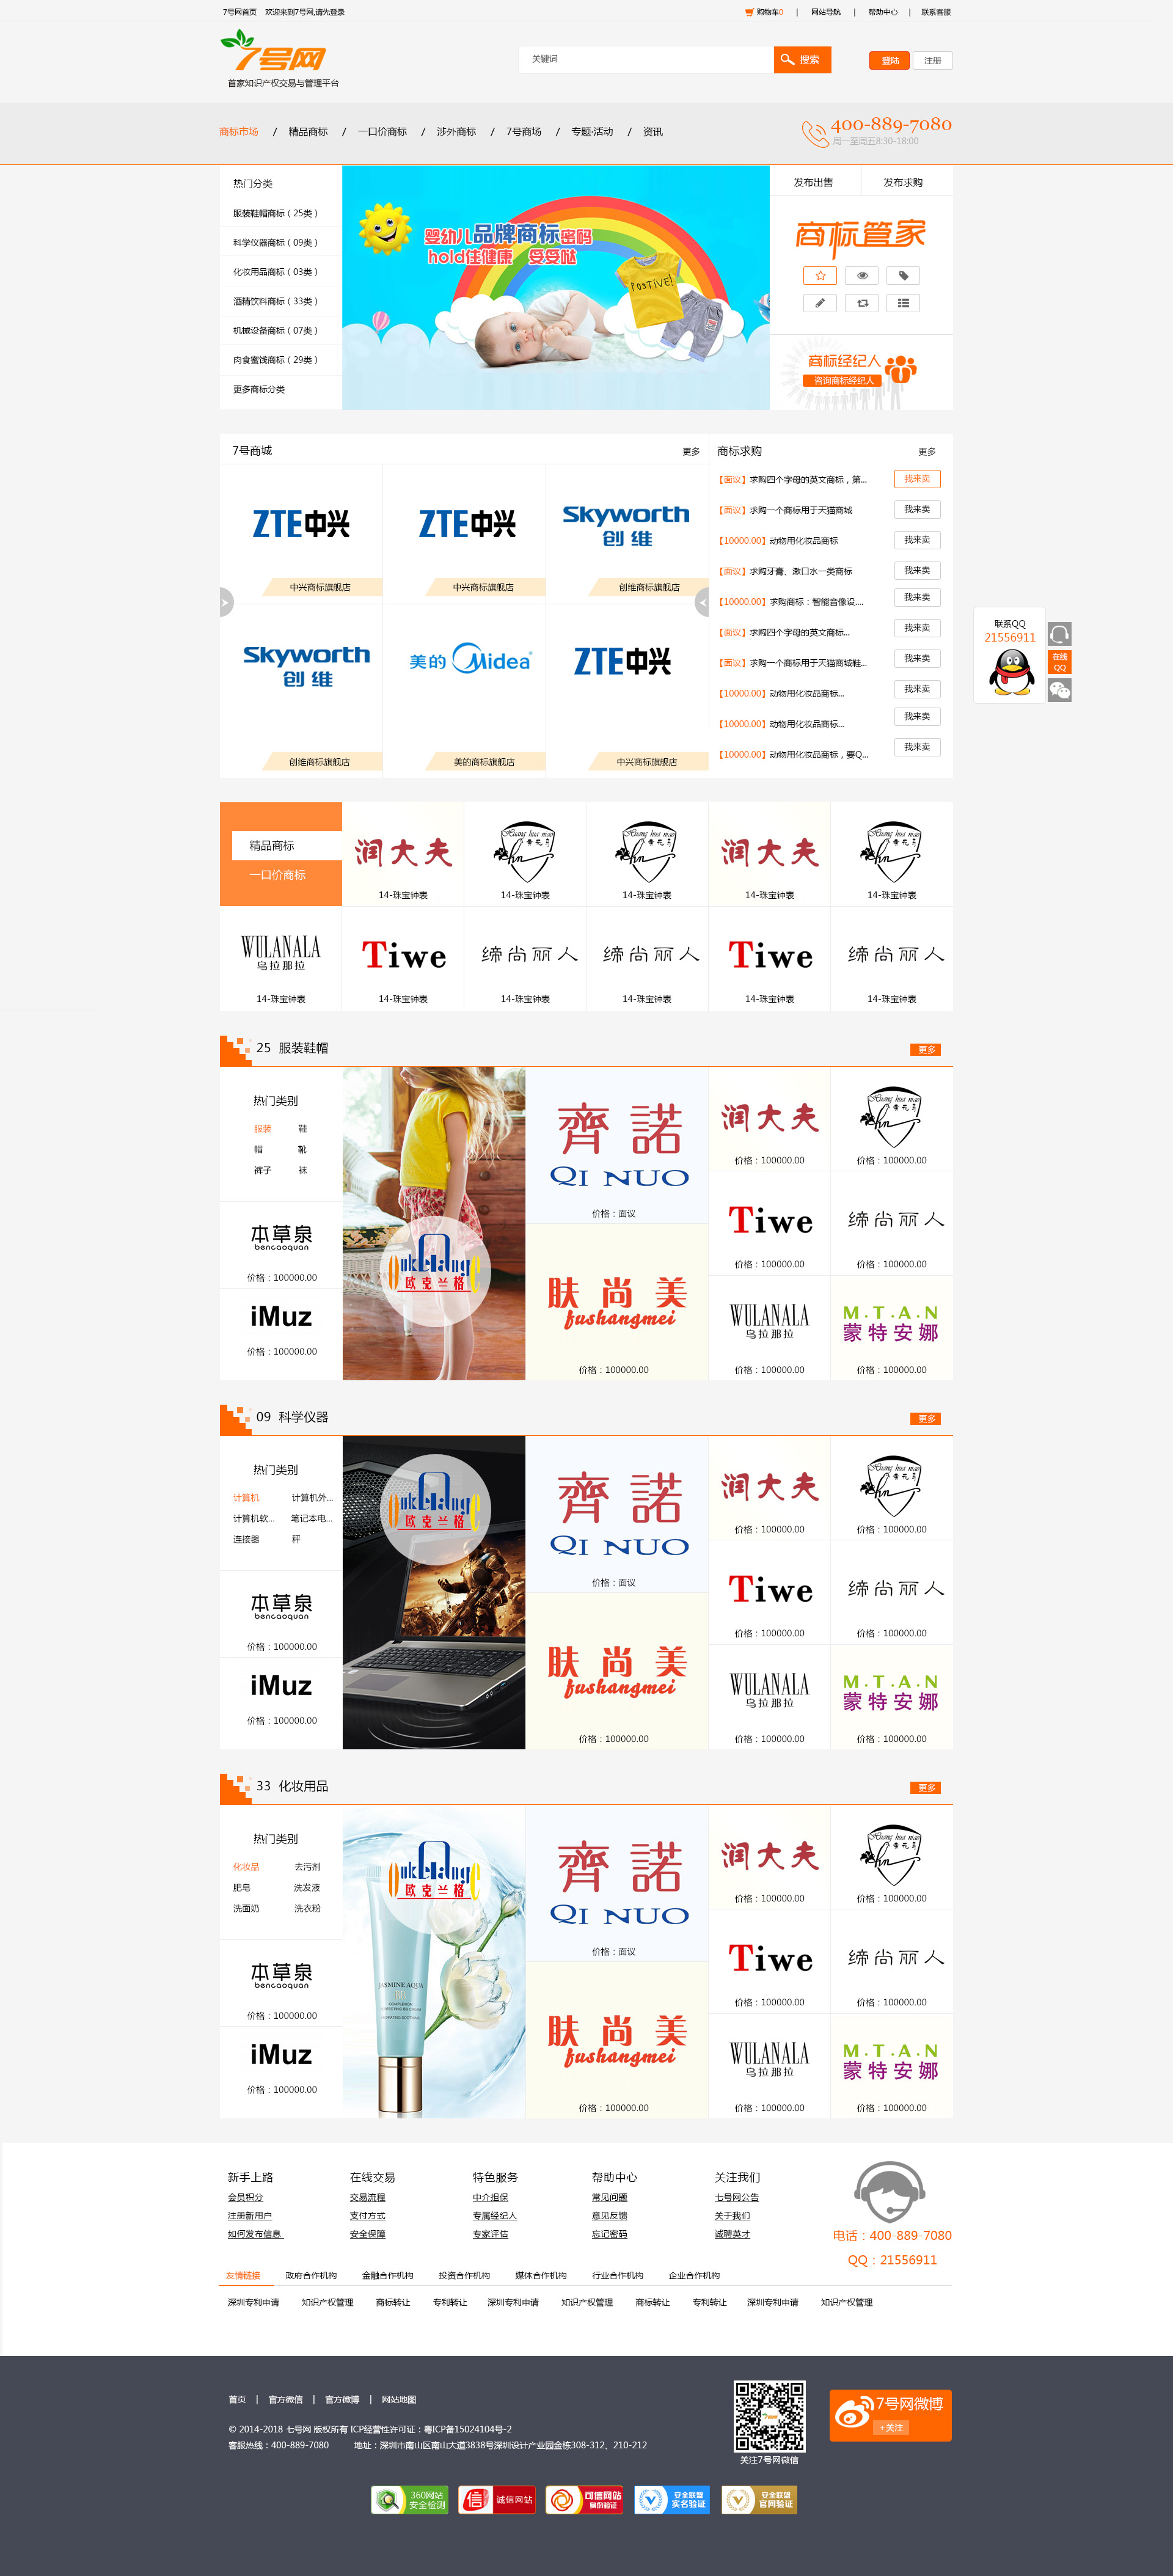 7号网首页 欢迎来到7号网,请先登录
购物车0 | 网站导航 | 帮助中心 | 联系客服
7号网
首家知识产权交易与管理平台
关键词
搜索
登陆 注册
商标市场 / 精品商标 / 一口价商标 / 涉外商标 / 7号商场 / 专题·活动 / 资讯
400-889-7080
周一至周五8:30-18:00
热门分类
服装鞋帽商标（25类）
科学仪器商标（09类）
化妆用品商标（03类）
酒精饮料商标（33类）
机械设备商标（07类）
肉食蜜饯商标（29类）
更多商标分类
婴幼儿品牌商标密码
hold住健康 受受哒
POSTIVE!
发布出售 发布求购
商标管家
商标经纪人
咨询商标经纪人
7号商城 更多
ZTE中兴 ZTE中兴 Skyworth 创维
中兴商标旗舰店 中兴商标旗舰店 创维商标旗舰店
Skyworth 创维 美的 Midea ZTE中兴
创维商标旗舰店 美的商标旗舰店 中兴商标旗舰店
商标求购 更多
【面议】求购四个字母的英文商标，第... 我来卖
【面议】求购一个商标用于天猫商城 我来卖
【10000.00】动物用化妆品商标 我来卖
【面议】求购牙膏、漱口水一类商标 我来卖
【10000.00】求购商标：智能音像设.... 我来卖
【面议】求购四个字母的英文商标... 我来卖
【面议】求购一个商标用于天猫商城鞋... 我来卖
【10000.00】动物用化妆品商标... 我来卖
【10000.00】动物用化妆品商标... 我来卖
【10000.00】动物用化妆品商标，要Q... 我来卖
联系QQ
21556911
在线QQ
精品商标
一口价商标
润大夫 Huang hua mao 润大夫
14-珠宝钟表 14-珠宝钟表 14-珠宝钟表 14-珠宝钟表 14-珠宝钟表
WULANALA 乌拉那拉 Tiwe 缔尚丽人 缔尚丽人 Tiwe 缔尚丽人
14-珠宝钟表 14-珠宝钟表 14-珠宝钟表 14-珠宝钟表 14-珠宝钟表 14-珠宝钟表
25 服装鞋帽 更多
热门类别
服装 鞋
帽 靴
裤子 袜
本草泉
bencaoquan
价格：100000.00
iMuz
价格：100000.00
欧克兰格
齊諾
QI NUO
价格：面议
肤尚美
fushangmei
价格：100000.00
润大夫
价格：100000.00 价格：100000.00
Tiwe 缔尚丽人
价格：100000.00 价格：100000.00
WULANALA 乌拉那拉 M·T·A·N 蒙特安娜
价格：100000.00 价格：100000.00
09 科学仪器 更多
热门类别
计算机 计算机外...
计算机软... 笔记本电...
连接器 秤
本草泉
bencaoquan
价格：100000.00
iMuz
价格：100000.00
欧克兰格
齊諾
QI NUO
价格：面议
肤尚美
fushangmei
价格：100000.00
润大夫
价格：100000.00 价格：100000.00
Tiwe 缔尚丽人
价格：100000.00 价格：100000.00
WULANALA 乌拉那拉 M·T·A·N 蒙特安娜
价格：100000.00 价格：100000.00
33 化妆用品 更多
热门类别
化妆品 去污剂
肥皂 洗发液
洗面奶 洗衣粉
本草泉
bencaoquan
价格：100000.00
iMuz
价格：100000.00
欧克兰格
JASMINE AQUA
齊諾
QI NUO
价格：面议
肤尚美
fushangmei
价格：100000.00
润大夫
价格：100000.00 价格：100000.00
Tiwe 缔尚丽人
价格：100000.00 价格：100000.00
WULANALA 乌拉那拉 M·T·A·N 蒙特安娜
价格：100000.00 价格：100000.00
新手上路 在线交易 特色服务 帮助中心 关注我们
会员积分 交易流程 中介担保 常见问题 七号网公告
注册新用户 支付方式 专属经纪人 意见反馈 关于我们
如何发布信息 安全保障 专家评估 忘记密码 诚聘英才
电话：400-889-7080
QQ：21556911
友情链接 政府合作机构 金融合作机构 投资合作机构 媒体合作机构 行业合作机构 企业合作机构
深圳专利申请 知识产权管理 商标转让 专利转让 深圳专利申请 知识产权管理 商标转让 专利转让 深圳专利申请 知识产权管理
首页 | 官方微信 | 官方微博 | 网站地图
© 2014-2018 七号网 版权所有 ICP经营性许可证：粤ICP备15024104号-2
客服热线：400-889-7080 地址：深圳市南山区南山大道3838号深圳设计产业园金栋308-312、210-212
关注7号网微信
7号网微博
+关注
360网站安全检测
信 诚信网站
可信网站身份验证
安全联盟实名验证
安全联盟官网验证